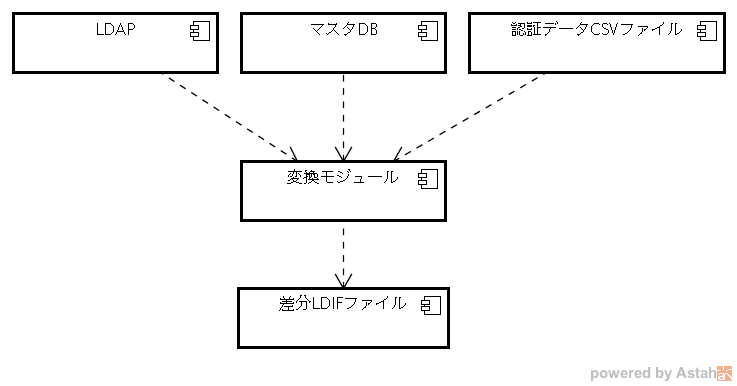 LDAP
マスタDB
認証データCSVファイル
変換モジュール
差分LDIFファイル
powered by Astah